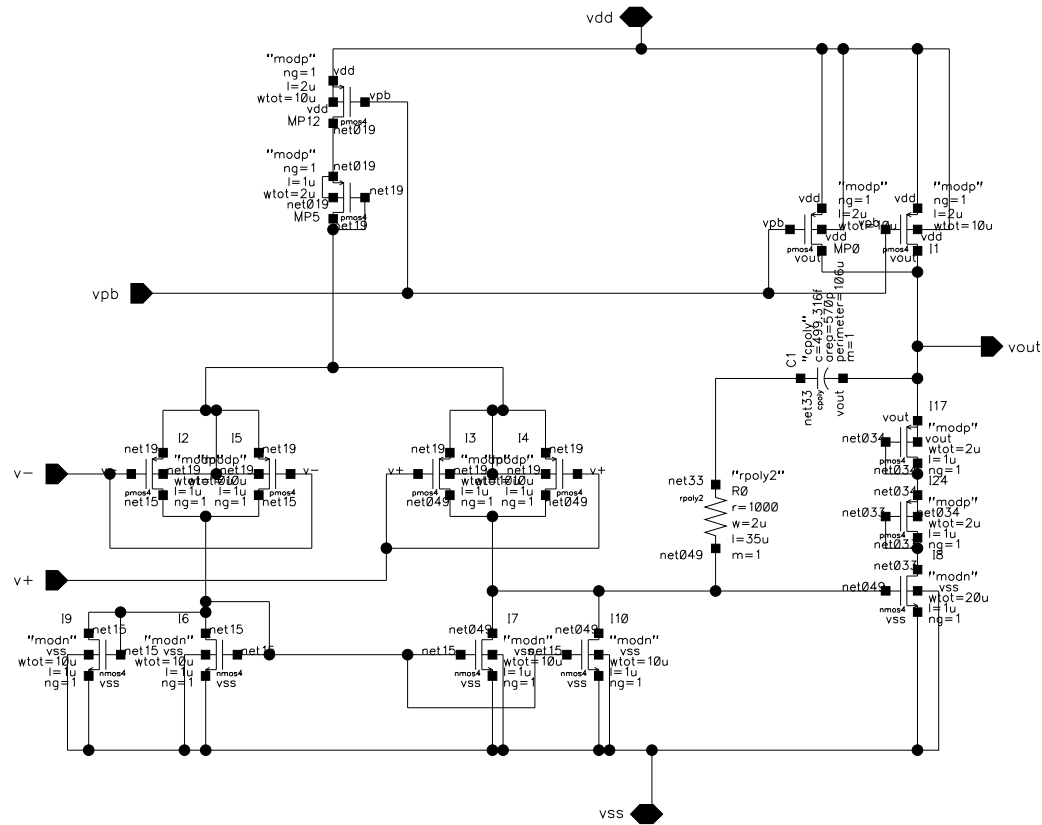 vdd
"modp"
ng=1
l=2u
wtot=10u
vdd
vdd
vpb
pmos4
MP12
net019
"modp"
ng=1
l=1u
wtot=2u
net019
net019
net19
pmos4
MP5
net19
vpb
vdd
"modp"
ng=1
l=2u
vpb
vdd
MP0
pmos4
vout
vdd
"modp"
ng=1
l=2u
wtot=10u
vdd
pmos4
vout
I1
vout
C1
"cpoly"
c=499.316f
area=570p
perimeter=106u
m=1
net33
cpoly
vout
I17
vout
"modp"
net034
vout
wtot=2u
l=1u
pmos4
ng=1
net034
I24
net034
"modp"
net033
net034
wtot=2u
l=1u
pmos4
ng=1
I8
net033
"modn"
net049
vss
wtot=20u
l=1u
nmos4
vss
ng=1
net33
"rpoly2"
rpoly2
R0
r=1000
w=2u
l=35u
net049
m=1
v-
I2
net19
net19
l=1u
pmos4
ng=1
net15
I5
net19
net19
v-
l=1u
pmos4
ng=1
net15
I3
v+
net19
net19
l=1u
pmos4
ng=1
net049
I4
net19
net19
v+
l=1u
pmos4
ng=1
net049
v+
I9
net15
"modn"
vss
net15
wtot=10u
l=1u
nmos4
ng=1
vss
I6
net15
"modn"
vss
net15
wtot=10u
l=1u
nmos4
ng=1
vss
I7
net049
"modn"
net15
vss
wtot=10u
l=1u
nmos4
vss
ng=1
I10
net049
"modn"
net15
vss
wtot=10u
l=1u
nmos4
vss
ng=1
vss